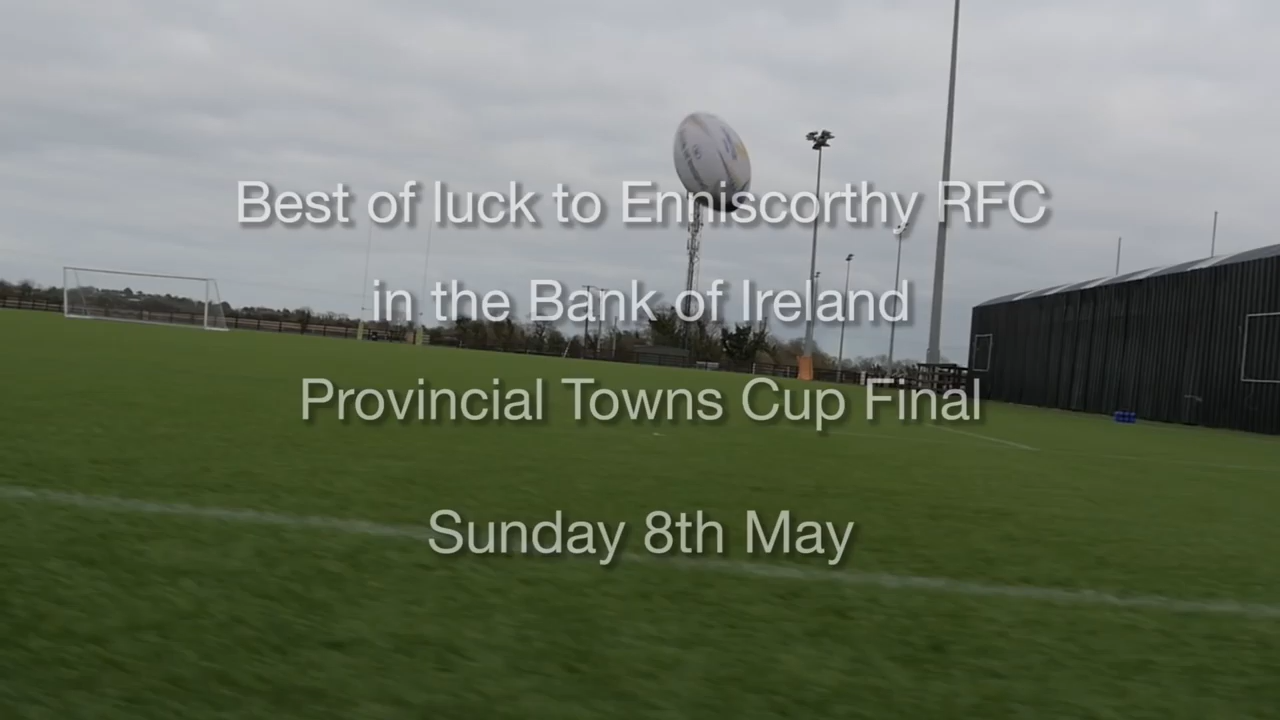 Best of luck to Enniscorthy RFC
in the Bank of Ireland
Provincial Towns Cup Final
Sunday 8th May